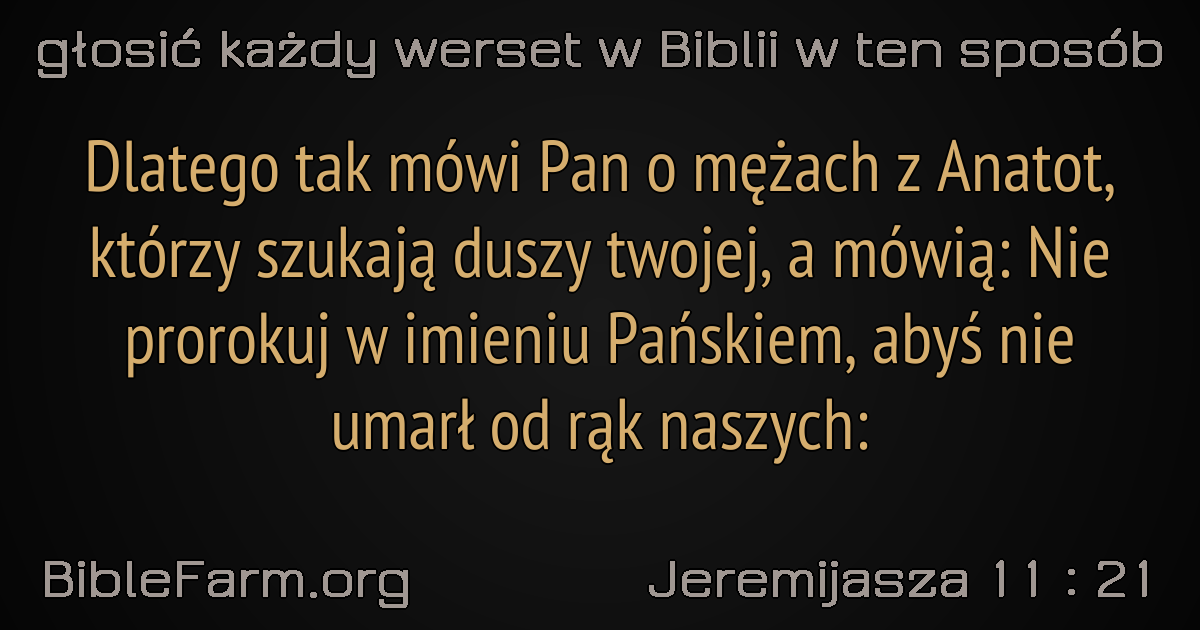 głosić każdy werset w Biblii w ten sposób
Dlatego tak mówi Pan o mężach z Anatot,
którzy szukają duszy twojej, a mówią: Nie
prorokuj w imieniu Pańskiem, abyś nie
umarł od rąk naszych:
BibleFarm.org
Jeremijasza 11 : 21